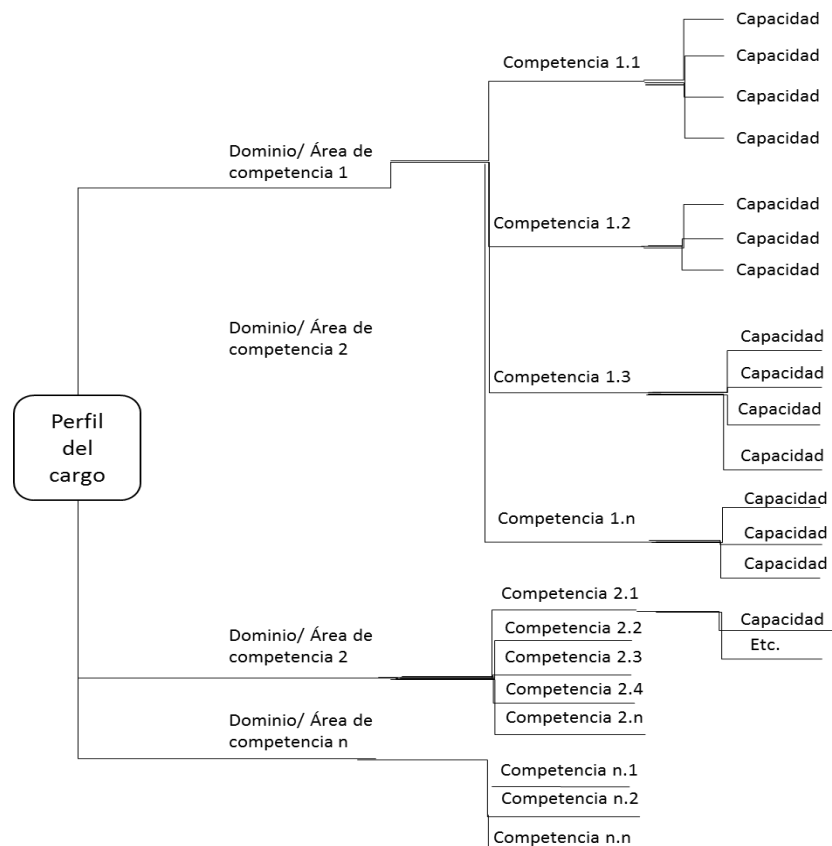 Perfil
del
cargo
Dominio/ Área de
competencia 1
Competencia 1.1
Capacidad
Capacidad
Capacidad
Capacidad
Competencia 1.2
Capacidad
Capacidad
Capacidad
Dominio/ Área de
competencia 2
Competencia 1.3
Capacidad
Capacidad
Capacidad
Capacidad
Competencia 1.n
Capacidad
Capacidad
Capacidad
Dominio/ Área de
competencia 2
Competencia 2.1
Capacidad
Etc.
Competencia 2.2
Competencia 2.3
Competencia 2.4
Competencia 2.n
Dominio/ Área de
competencia n
Competencia n.1
Competencia n.2
Competencia n.n